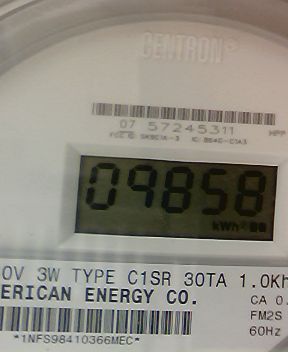 CENTRON®
07 57245311
09858
kWh
0V 3W TYPE C1SR 30TA 1.0Kh
ERICAN ENERGY CO.
CA 0.
FM2S
60Hz
*1NFS98410366MEC*